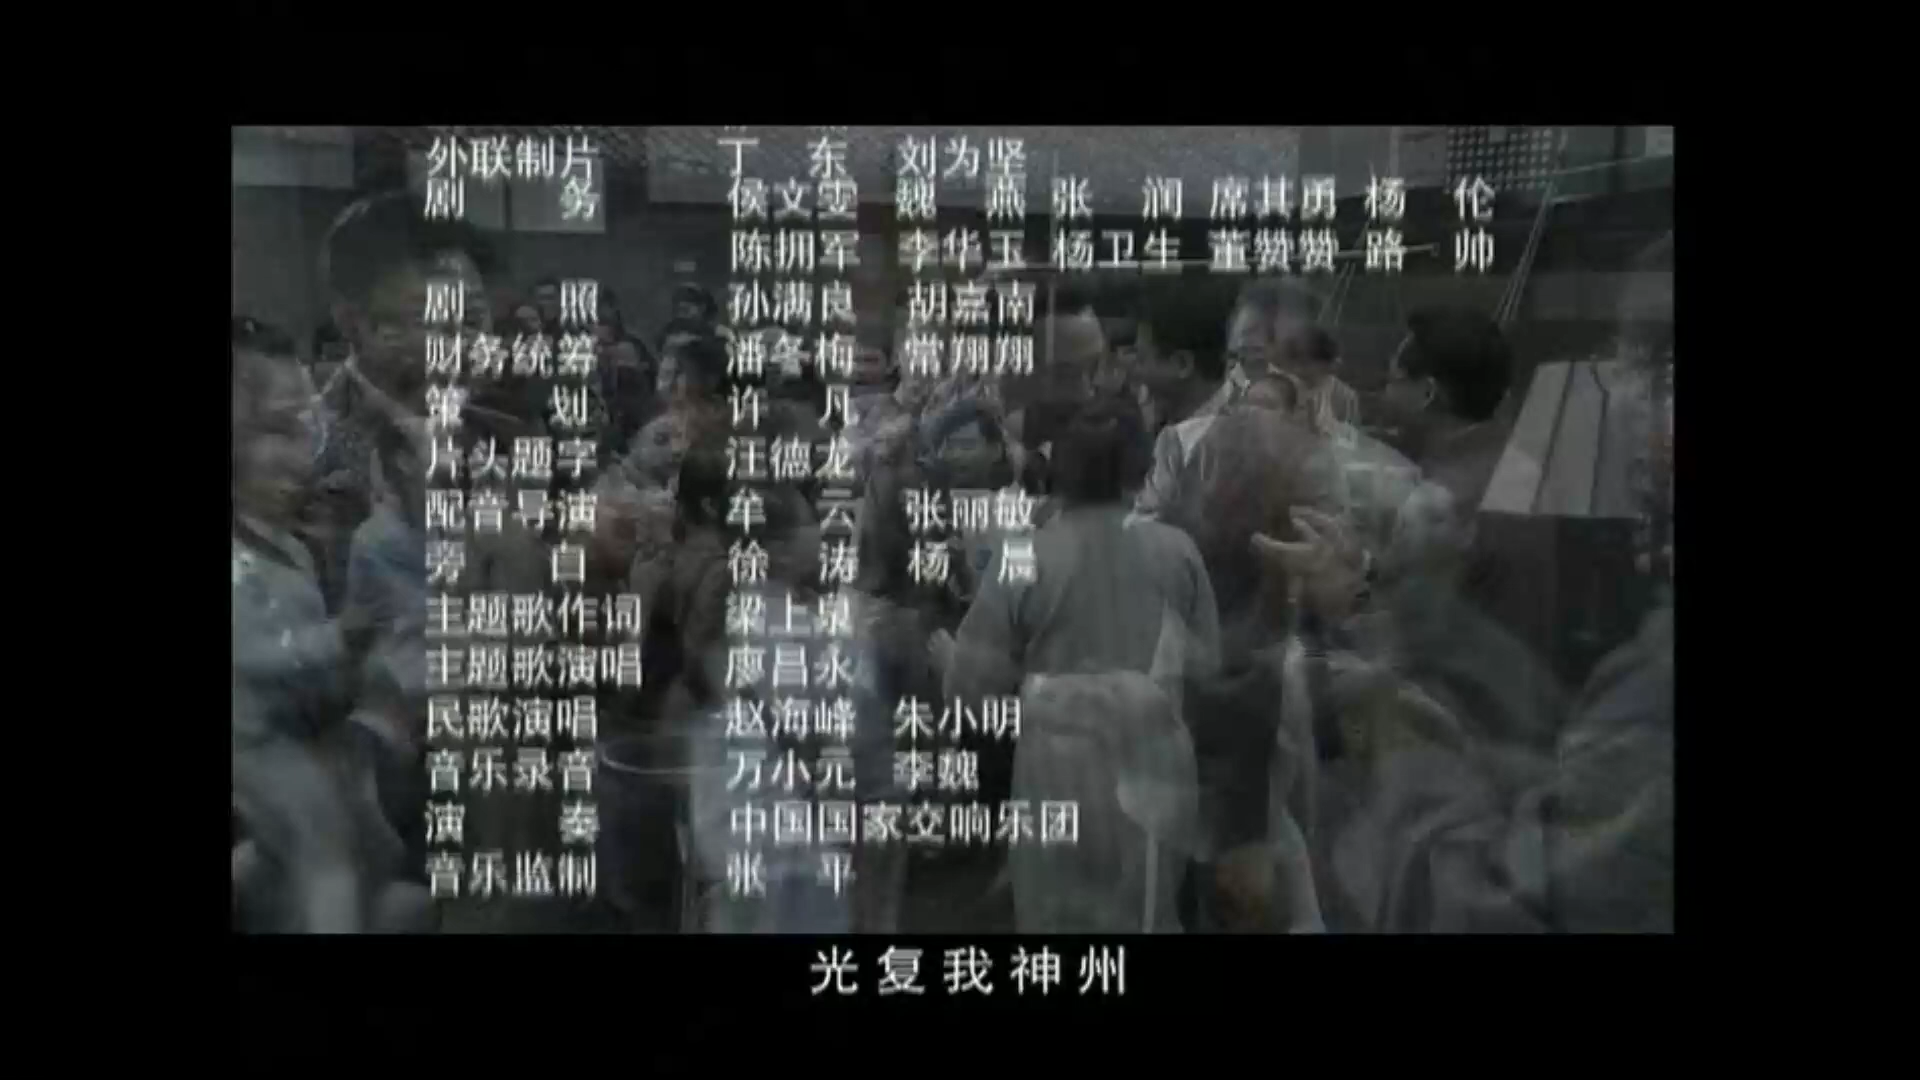 外联制片 丁东 刘为坚
剧务 侯文雯 魏燕 张澜 席其勇 杨伦
陈拥军 李华玉 杨卫生 董赞赞 路帅
剧照 孙满良 胡嘉南
财务统筹 潘冬梅 常翔翔
策划 许凡
片头题字 汪德龙
配音导演 牟云 张丽敏
旁白 徐涛 杨晨
主题歌作词 梁上泉
主题歌演唱 廖昌永
民歌演唱 赵海峰 朱小明
音乐录音 万小元 李魏
演奏 中国国家交响乐团
音乐监制 张平
光复我神州